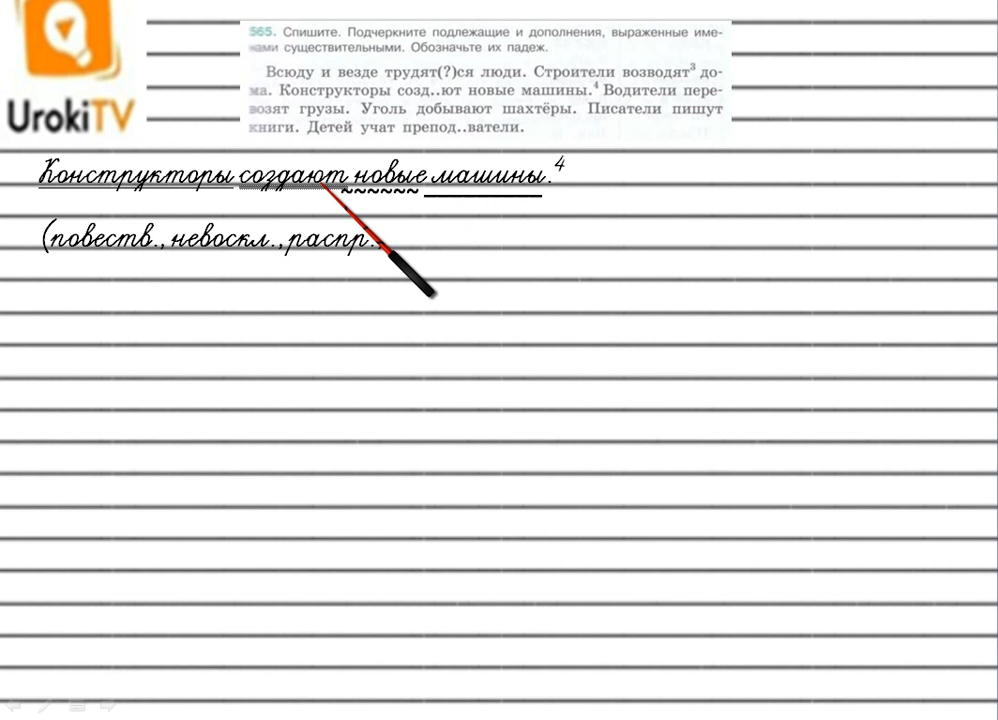 565. Спишите. Подчеркните подлежащие и дополнения, выраженные име-
нами существительными. Обозначьте их падеж.
Всюду и везде трудят(?)ся люди. Строители возводят³ до-
ма. Конструкторы созд..ют новые машины.⁴ Водители пере-
возят грузы. Уголь добывают шахтёры. Писатели пишут
книги. Детей учат препод..ватели.
UrokiTV
Конструкторы создают новые машины.⁴
(повеств., невоскл., распр.,